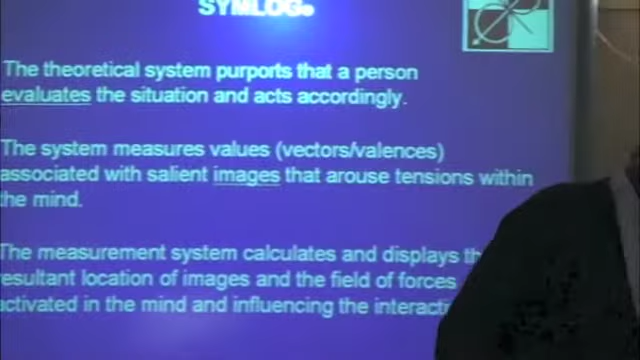 SYMLOG®
The theoretical system purports that a person
evaluates the situation and acts accordingly.
The system measures values (vectors/valences)
associated with salient images that arouse tensions within
the mind.
The measurement system calculates and displays th
resultant location of images and the field of forces
activated in the mind and influencing the interacti